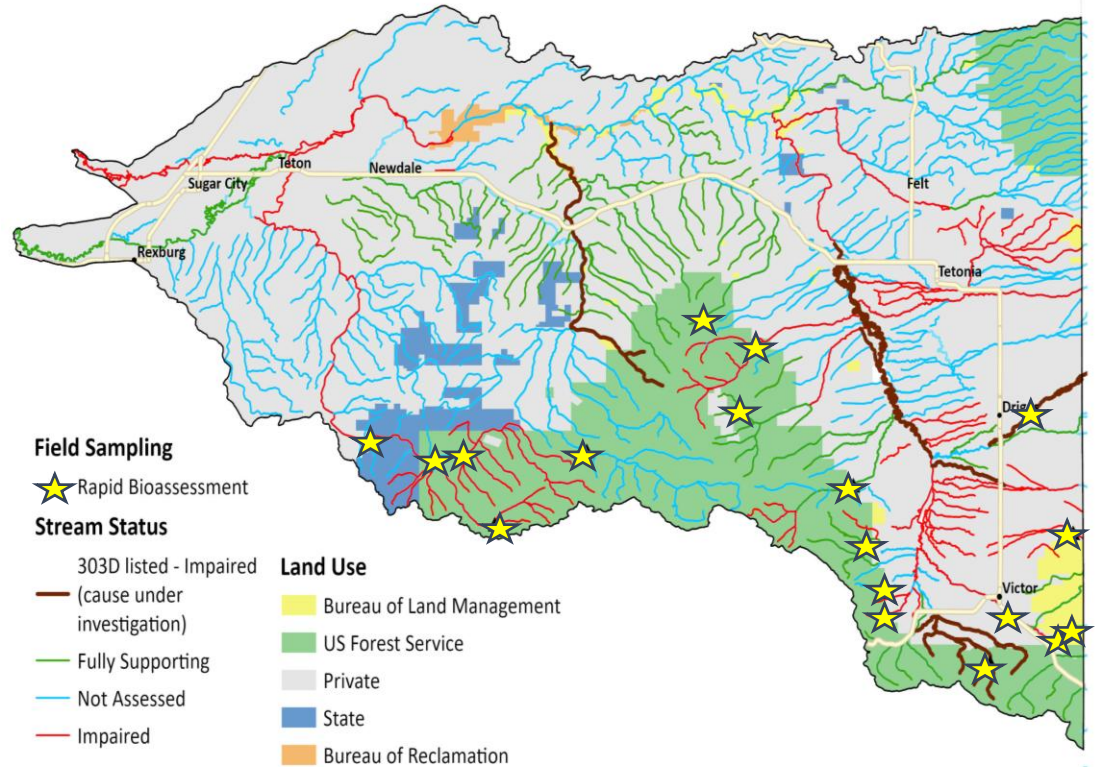 Teton
Newdale
Sugar City
Felt
Rexburg
Tetonia
Drig
Victor
Field Sampling
Rapid Bioassessment
Stream Status
303D listed - Impaired
(cause under
investigation)
Fully Supporting
Not Assessed
Impaired
Land Use
Bureau of Land Management
US Forest Service
Private
State
Bureau of Reclamation